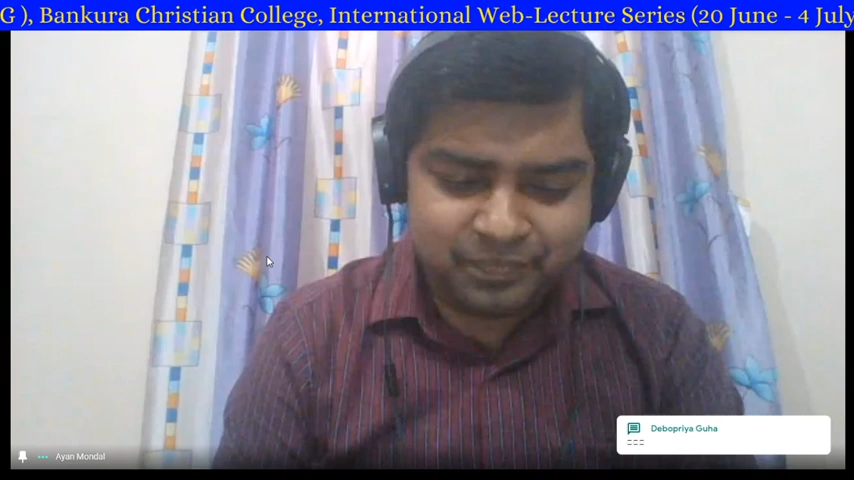 G ), Bankura Christian College, International Web-Lecture Series (20 June - 4 July
Debopriya Guha
===
Ayan Mondal